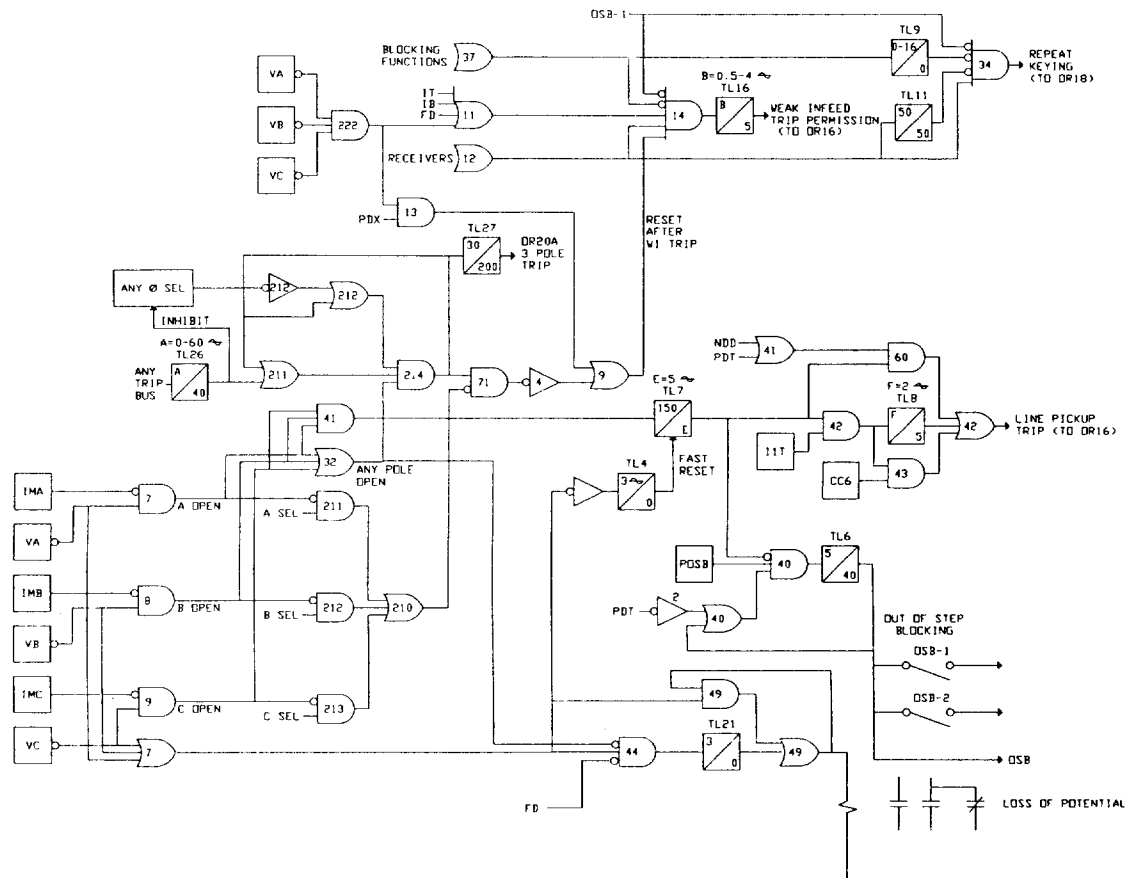 OSB-1
TL9
0-16
0
34
REPEAT
KEYING
(TO OR18)
BLOCKING
FUNCTIONS
37
B=0.5-4 ~
TL16
B
5
WEAK INFEED
TRIP PERMISSION
(TO OR16)
TL11
50
50
VA
VB
VC
222
IT
IB
FD
11
14
RECEIVERS
12
PDX
13
RESET
AFTER
WI TRIP
TL27
30
200
OR20A
3 POLE
TRIP
ANY Ø SEL
212
212
INHIBIT
A=0-60 ~
TL26
ANY
TRIP
BUS
A
40
211
214
71
4
9
NDD
PDT
41
60
E=5 ~
TL7
150
E
F=2 ~
TL8
F
5
42
42
LINE PICKUP
TRIP (TO OR16)
I1T
43
CC6
41
32
ANY POLE
OPEN
FAST
RESET
TL4
3~
0
IMA
7
A OPEN
VA
A SEL
211
IMB
8
B OPEN
VB
B SEL
212
210
IMC
9
C OPEN
VC
C SEL
213
7
POSB
40
TL6
5
40
PDT
2
40
OUT OF STEP
BLOCKING
OSB-1
OSB-2
OSB
49
44
TL21
3
0
49
FD
LOSS OF POTENTIAL